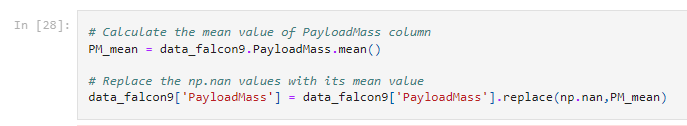 In [28]:
# Calculate the mean value of PayloadMass column
PM_mean = data_falcon9.PayloadMass.mean()
# Replace the np.nan values with its mean value
data_falcon9['PayloadMass'] = data_falcon9['PayloadMass'].replace(np.nan,PM_mean)